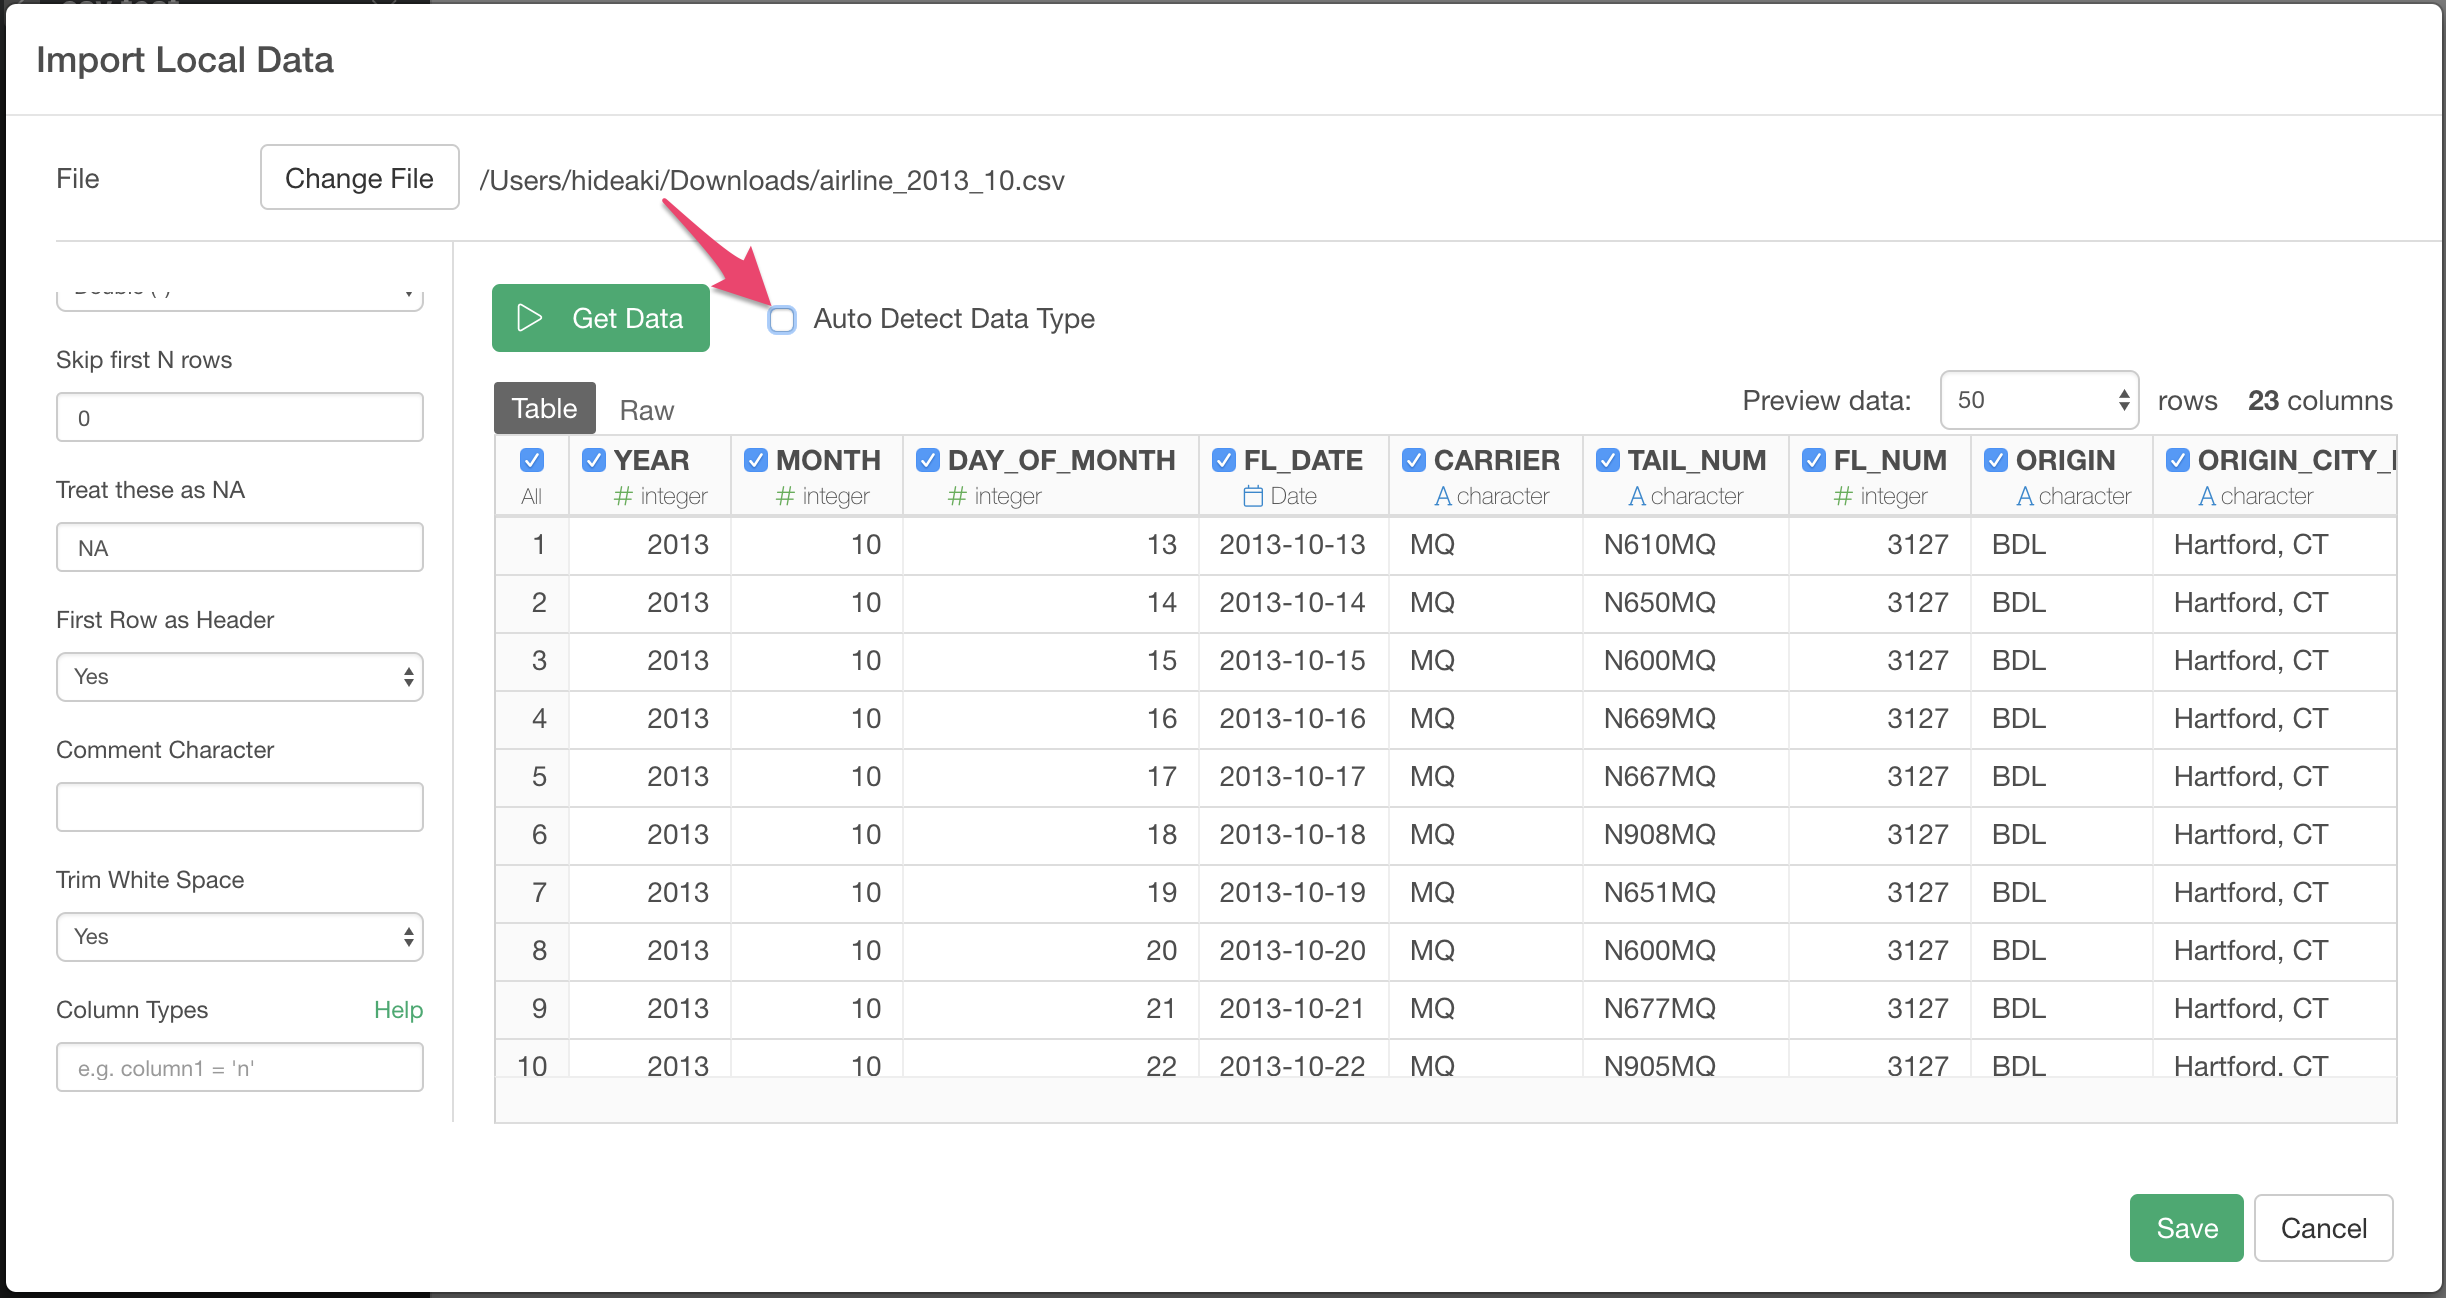 Import Local Data
File Change File /Users/hideaki/Downloads/airline_2013_10.csv
Get Data Auto Detect Data Type
Skip first N rows
0
Treat these as NA
NA
First Row as Header
Yes
Comment Character
Trim White Space
Yes
Column Types Help
e.g. column1 = 'n'
Table Raw Preview data: 50 rows 23 columns
YEAR MONTH DAY_OF_MONTH FL_DATE CARRIER TAIL_NUM FL_NUM ORIGIN ORIGIN_CITY_
All # integer # integer # integer Date A character A character # integer A character A character
1 2013 10 13 2013-10-13 MQ N610MQ 3127 BDL Hartford, CT
2 2013 10 14 2013-10-14 MQ N650MQ 3127 BDL Hartford, CT
3 2013 10 15 2013-10-15 MQ N600MQ 3127 BDL Hartford, CT
4 2013 10 16 2013-10-16 MQ N669MQ 3127 BDL Hartford, CT
5 2013 10 17 2013-10-17 MQ N667MQ 3127 BDL Hartford, CT
6 2013 10 18 2013-10-18 MQ N908MQ 3127 BDL Hartford, CT
7 2013 10 19 2013-10-19 MQ N651MQ 3127 BDL Hartford, CT
8 2013 10 20 2013-10-20 MQ N600MQ 3127 BDL Hartford, CT
9 2013 10 21 2013-10-21 MQ N677MQ 3127 BDL Hartford, CT
10 2013 10 22 2013-10-22 MQ N905MQ 3127 BDL Hartford, CT
Save Cancel